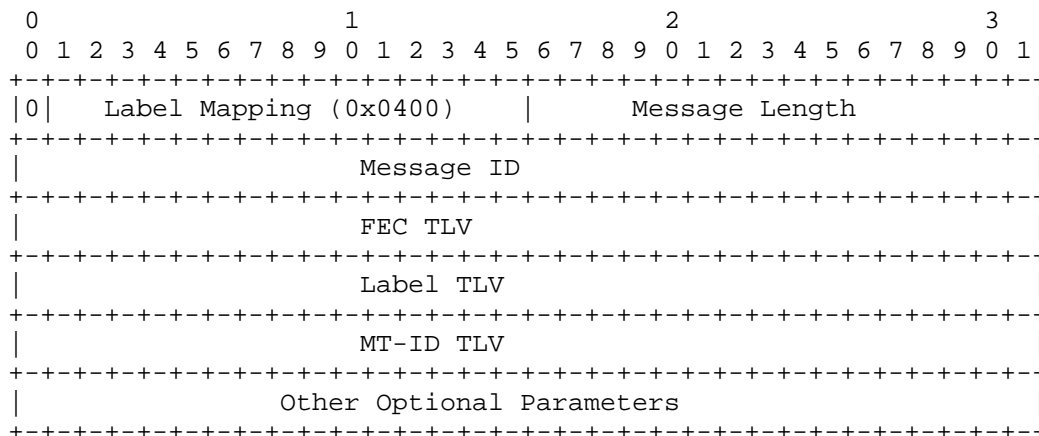 0                   1                   2                   3
 0 1 2 3 4 5 6 7 8 9 0 1 2 3 4 5 6 7 8 9 0 1 2 3 4 5 6 7 8 9 0 1
+-+-+-+-+-+-+-+-+-+-+-+-+-+-+-+-+-+-+-+-+-+-+-+-+-+-+-+-+-+-+-+--
|0|   Label Mapping (0x0400)    |      Message Length           |
+-+-+-+-+-+-+-+-+-+-+-+-+-+-+-+-+-+-+-+-+-+-+-+-+-+-+-+-+-+-+-+--
|                     Message ID                                |
+-+-+-+-+-+-+-+-+-+-+-+-+-+-+-+-+-+-+-+-+-+-+-+-+-+-+-+-+-+-+-+--
|                     FEC TLV                                   |
+-+-+-+-+-+-+-+-+-+-+-+-+-+-+-+-+-+-+-+-+-+-+-+-+-+-+-+-+-+-+-+--
|                     Label TLV                                 |
+-+-+-+-+-+-+-+-+-+-+-+-+-+-+-+-+-+-+-+-+-+-+-+-+-+-+-+-+-+-+-+--
|                     MT-ID TLV                                 |
+-+-+-+-+-+-+-+-+-+-+-+-+-+-+-+-+-+-+-+-+-+-+-+-+-+-+-+-+-+-+-+--
|                Other Optional Parameters                      |
+-+-+-+-+-+-+-+-+-+-+-+-+-+-+-+-+-+-+-+-+-+-+-+-+-+-+-+-+-+-+-+--